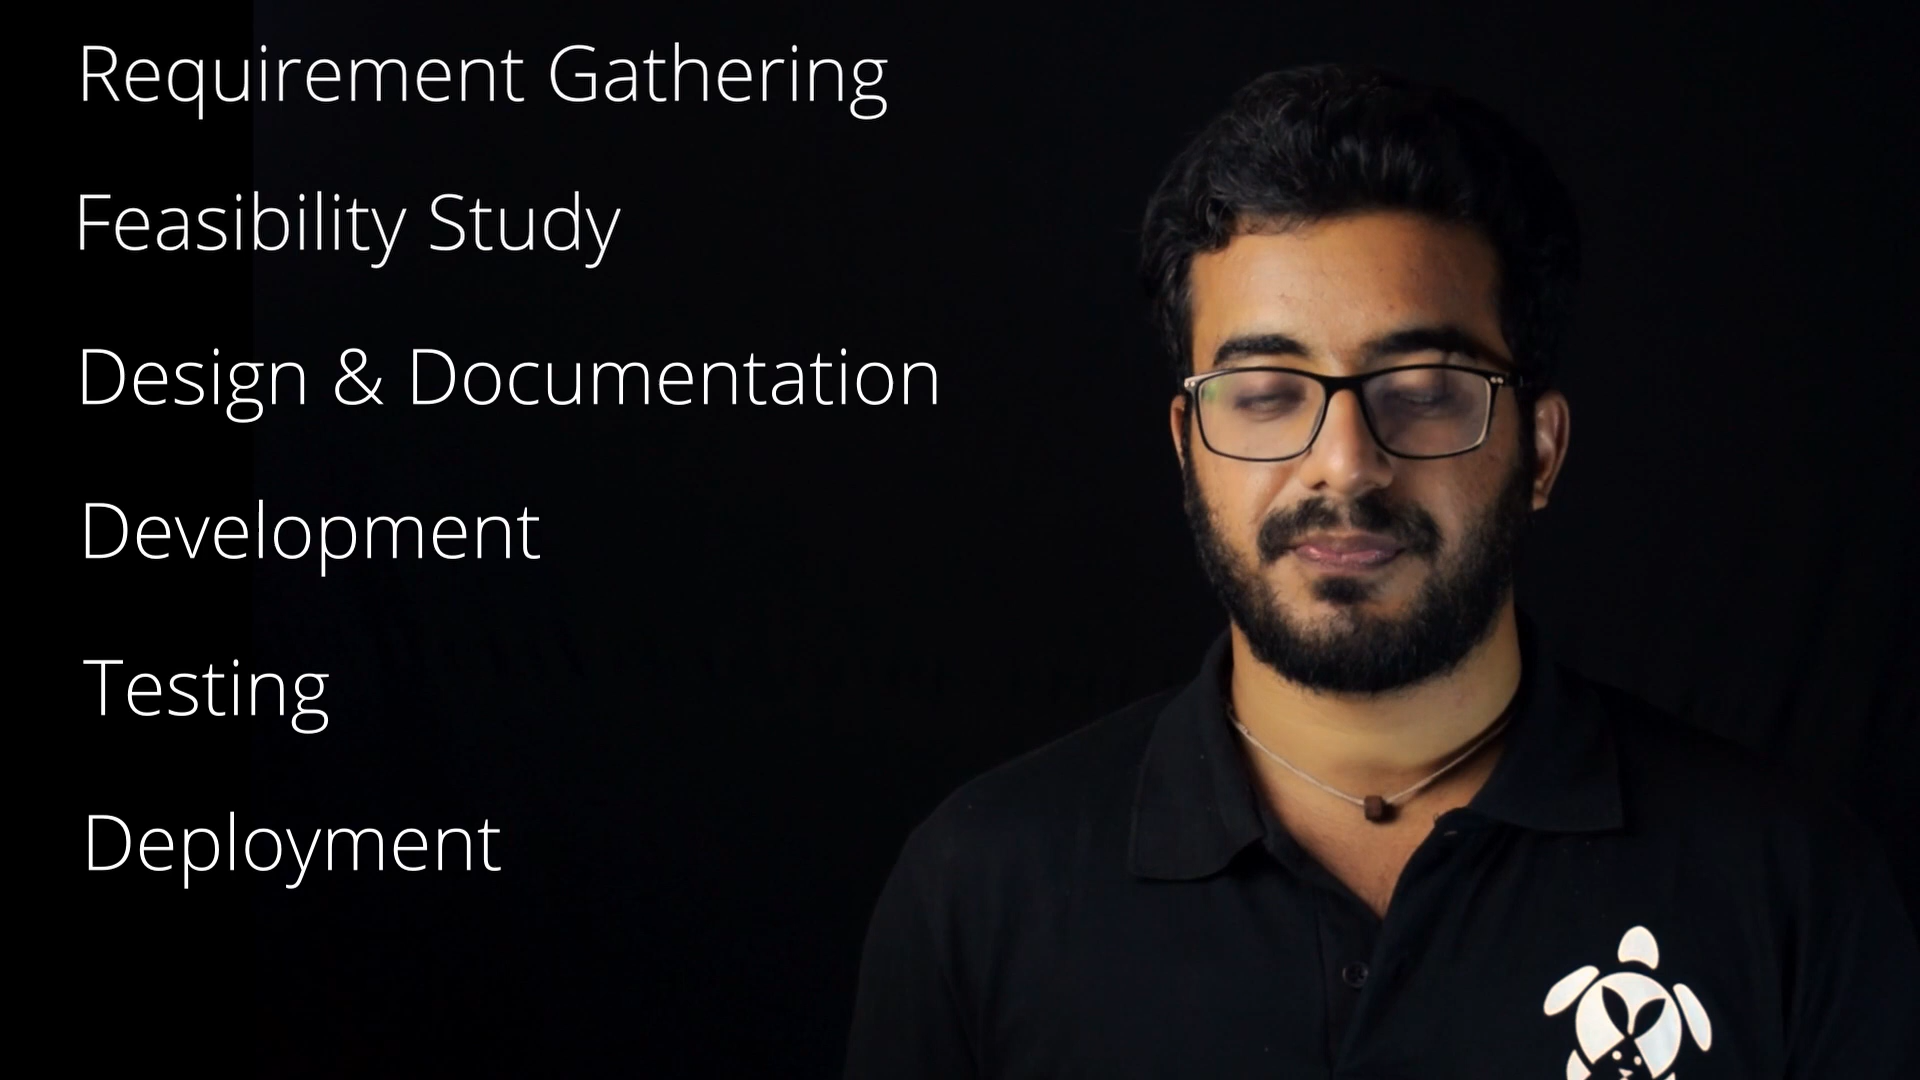 Requirement Gathering
Feasibility Study
Design & Documentation
Development
Testing
Deployment